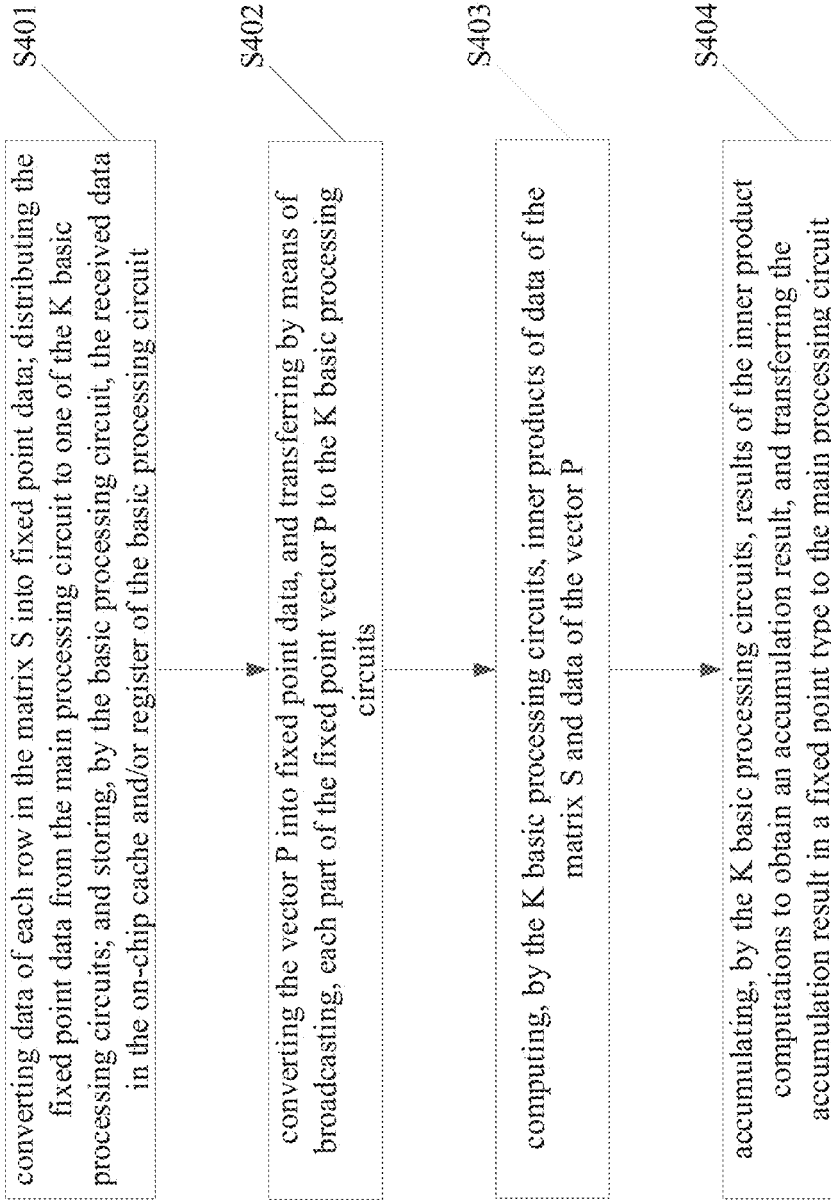 S401
converting data of each row in the matrix S into fixed point data; distributing the
fixed point data from the main processing circuit to one of the K basic
processing circuits; and storing, by the basic processing circuit, the received data
in the on-chip cache and/or register of the basic processing circuit
S402
converting the vector P into fixed point data, and transferring by means of
broadcasting, each part of the fixed point vector P to the K basic processing
circuits
S403
computing, by the K basic processing circuits, inner products of data of the
matrix S and data of the vector P
S404
accumulating, by the K basic processing circuits, results of the inner product
computations to obtain an accumulation result, and transferring the
accumulation result in a fixed point type to the main processing circuit